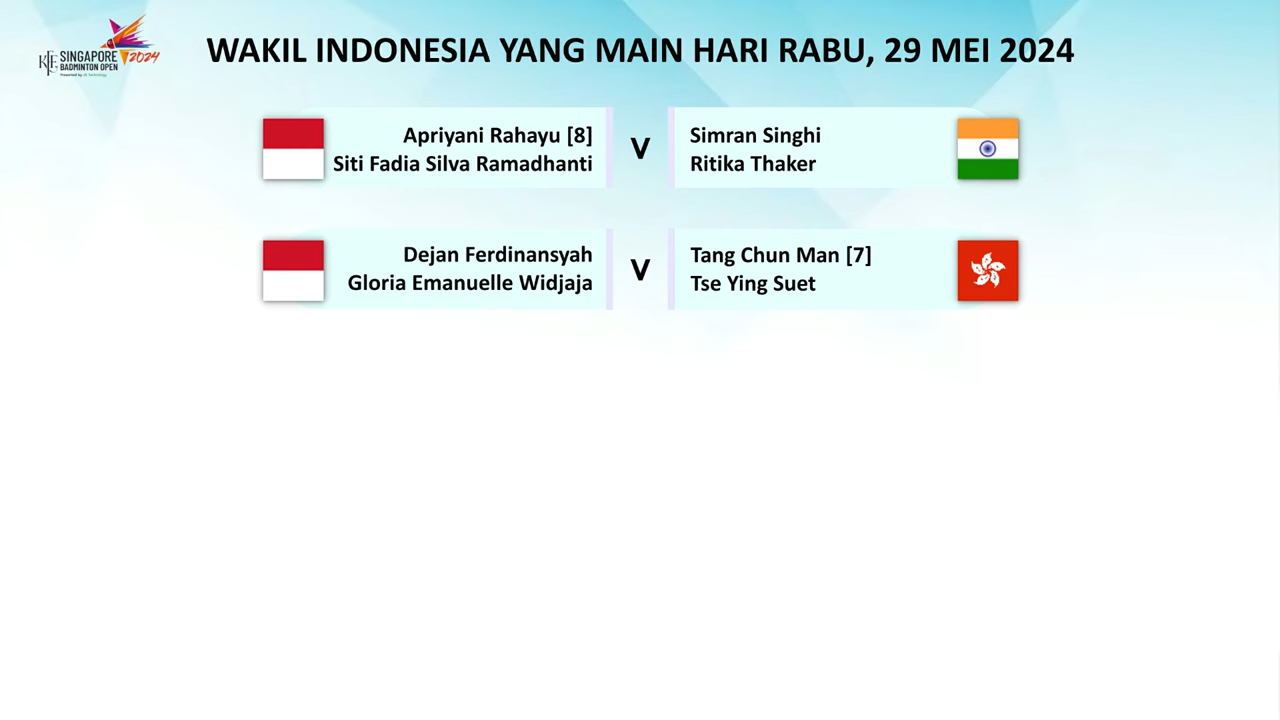 KFF SINGAPORE
BADMINTON OPEN 2024
WAKIL INDONESIA YANG MAIN HARI RABU, 29 MEI 2024
Apriyani Rahayu [8]
Siti Fadia Silva Ramadhanti
V
Simran Singhi
Ritika Thaker
Dejan Ferdinansyah
Gloria Emanuelle Widjaja
V
Tang Chun Man [7]
Tse Ying Suet